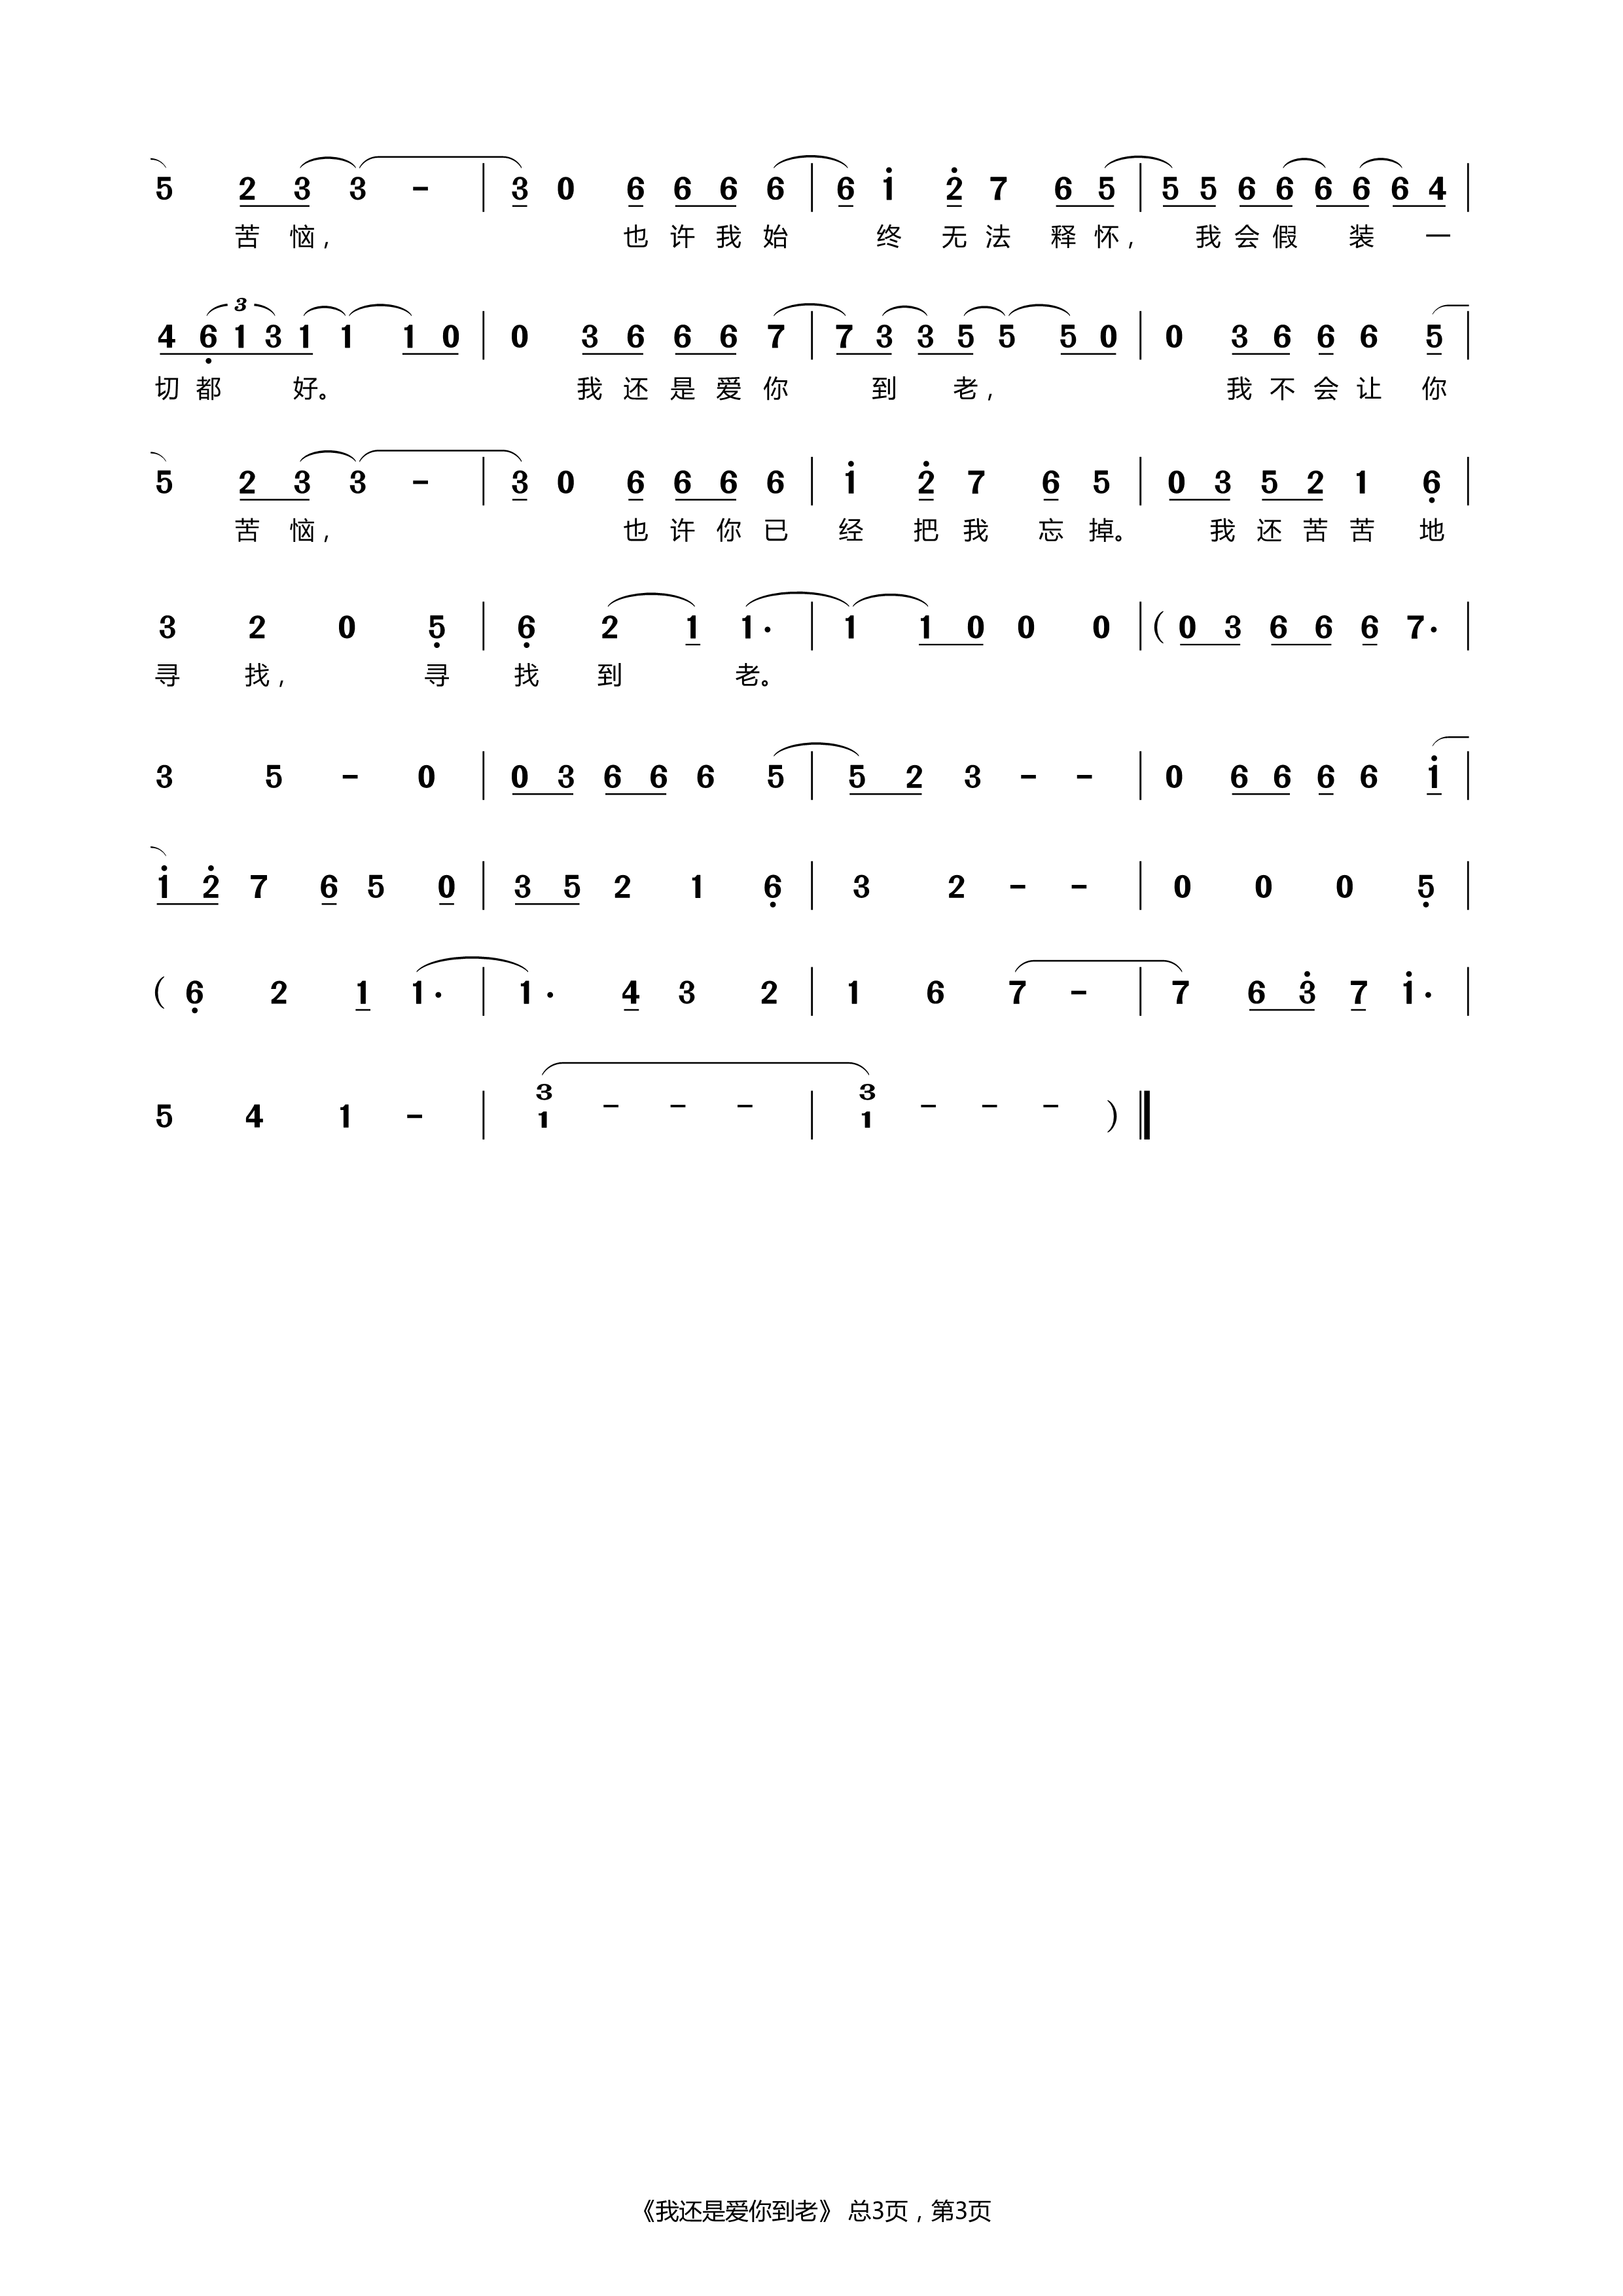 5 2 3 3 - | 3 0 6 6 6 6 | 6 1 2 7 6 5 | 5 5 6 6 6 6 6 4 |
苦 恼， 也 许 我 始 终 无 法 释 怀， 我 会 假 装 一
3
4 6 1 3 1 1 1 0 | 0 3 6 6 6 7 | 7 3 3 5 5 5 0 | 0 3 6 6 6 5 |
切 都 好。 我 还 是 爱 你 到 老， 我 不 会 让 你
5 2 3 3 - | 3 0 6 6 6 6 | 1 2 7 6 5 | 0 3 5 2 1 6 |
苦 恼， 也 许 你 已 经 把 我 忘 掉。 我 还 苦 苦 地
3 2 0 5 | 6 2 1 1· | 1 1 0 0 0 | ( 0 3 6 6 6 7· |
寻 找， 寻 找 到 老。
3 5 - 0 | 0 3 6 6 6 5 | 5 2 3 - - | 0 6 6 6 6 1 |
1 2 7 6 5 0 | 3 5 2 1 6 | 3 2 - - | 0 0 0 5 |
( 6 2 1 1· | 1· 4 3 2 | 1 6 7 - | 7 6 3 7 1· |
3 3
5 4 1 - | 1 - - - | 1 - - - )
《我还是爱你到老》 总3页，第3页